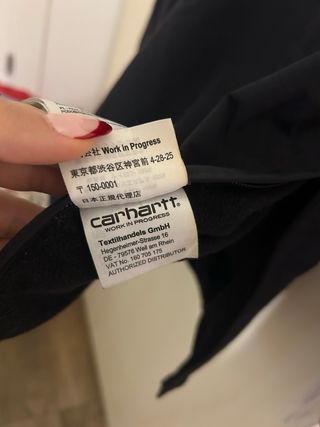 会社 Work in Progress
東京都渋谷区神宮前 4-28-25
〒150-0001
日本正規代理店
carhartt
WORK IN PROGRESS
Textilhandels GmbH
Hegenheimer-Strasse 16
DE - 79576 Weil am Rhein
VAT No. 160 705 175
AUTHORIZED DISTRIBUTOR